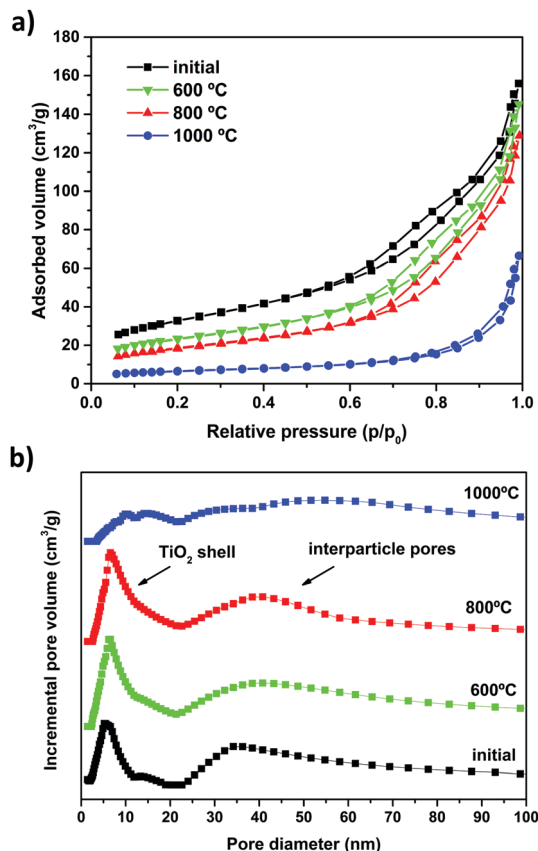 a)
180
160
140
120
100
80
60
40
20
0
Adsorbed volume (cm³/g)
initial
600 ºC
800 ºC
1000 ºC
0.0 0.2 0.4 0.6 0.8 1.0
Relative pressure (p/p₀)
b)
Incremental pore volume (cm³/g)
1000ºC
TiO₂ shell
interparticle pores
800ºC
600ºC
initial
0 10 20 30 40 50 60 70 80 90 100
Pore diameter (nm)